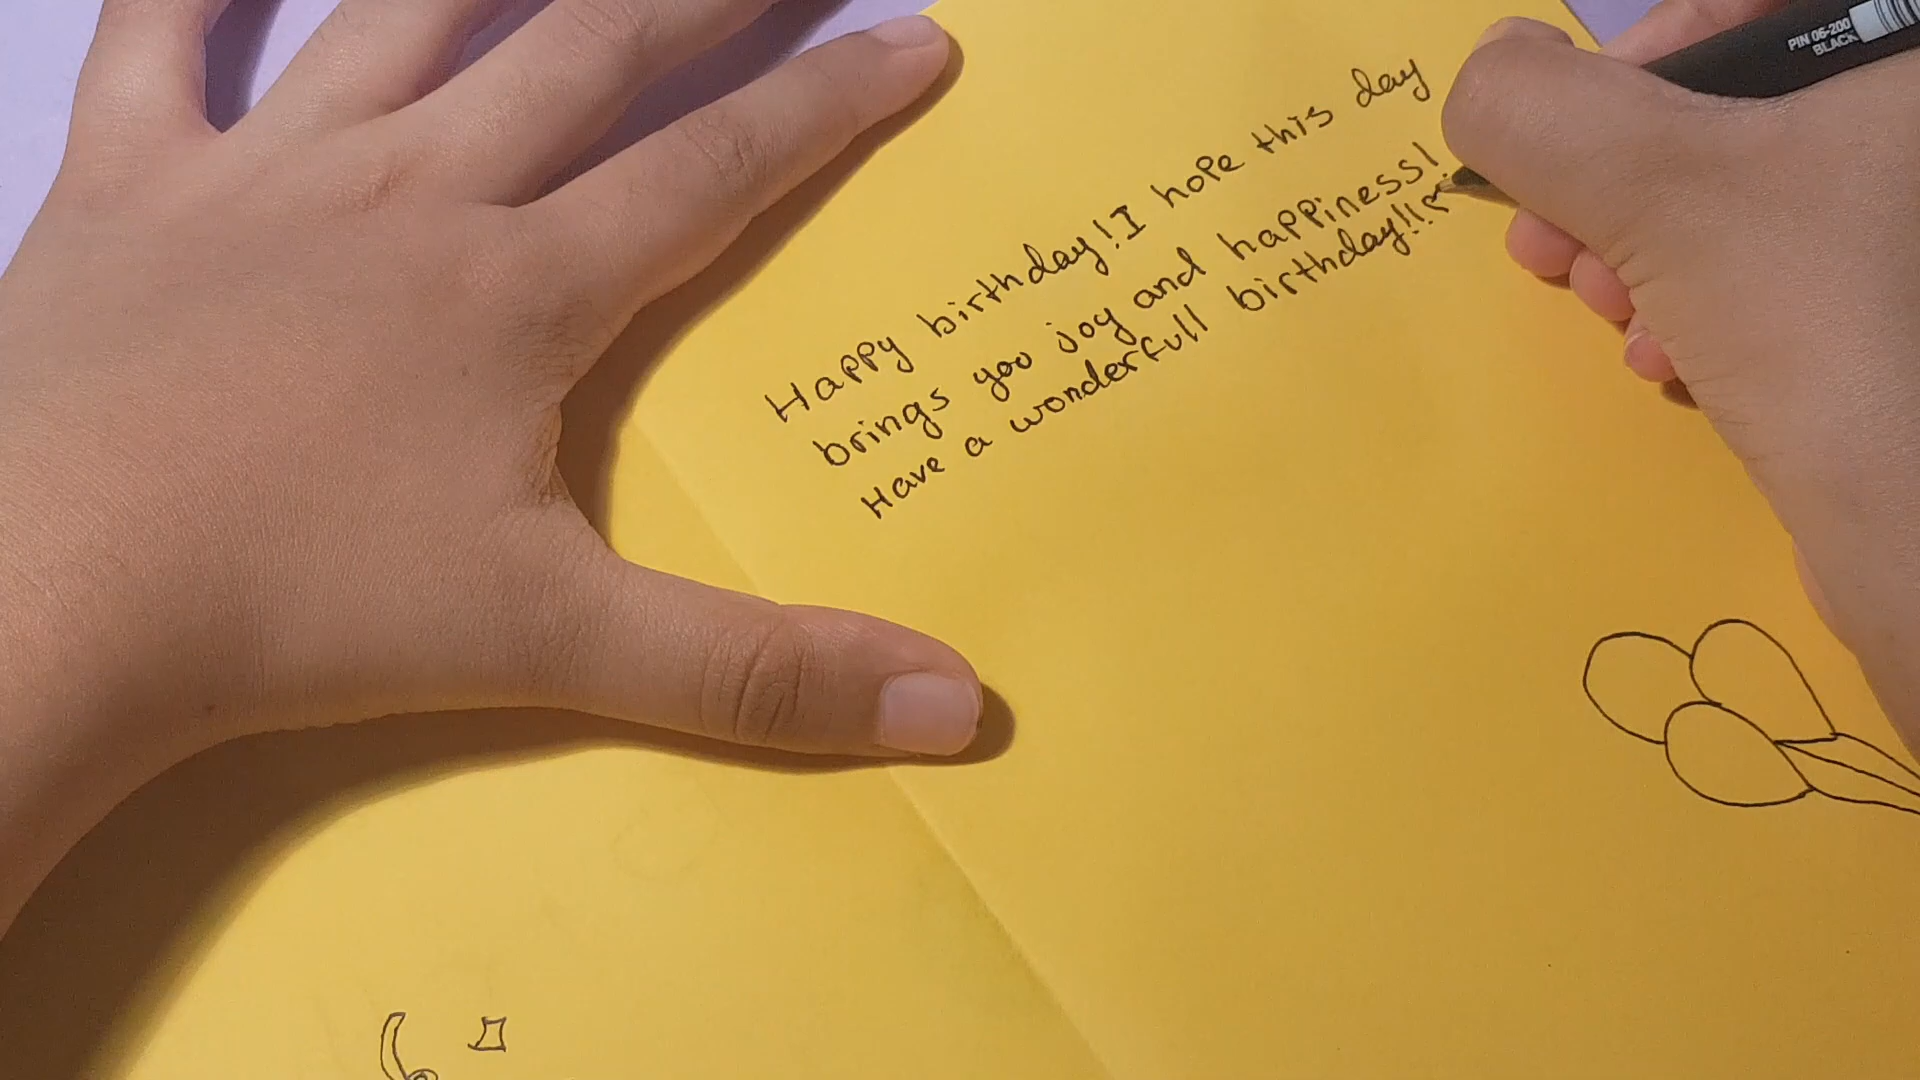 Happy birthday! I hope this day
brings you joy and happiness!
Have a wonderfull birthday!!
PIN 06-200
BLACK